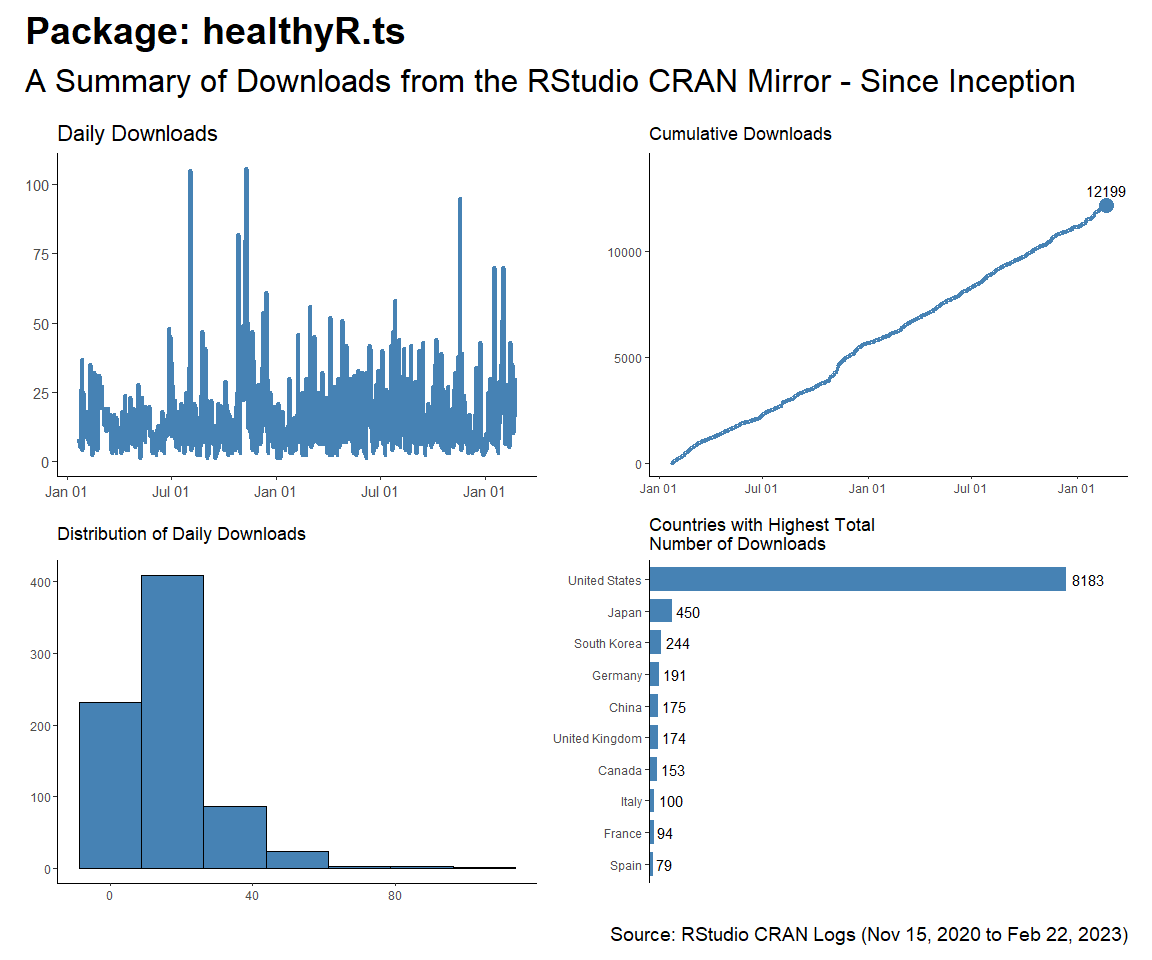 Package: healthyR.ts
A Summary of Downloads from the RStudio CRAN Mirror - Since Inception
Daily Downloads
100
75
50
25
0
Jan 01 Jul 01 Jan 01 Jul 01 Jan 01
Cumulative Downloads
12199
10000
5000
0
Jan 01 Jul 01 Jan 01 Jul 01 Jan 01
Distribution of Daily Downloads
400
300
200
100
0
0 40 80
Countries with Highest Total
Number of Downloads
United States 8183
Japan 450
South Korea 244
Germany 191
China 175
United Kingdom 174
Canada 153
Italy 100
France 94
Spain 79
Source: RStudio CRAN Logs (Nov 15, 2020 to Feb 22, 2023)